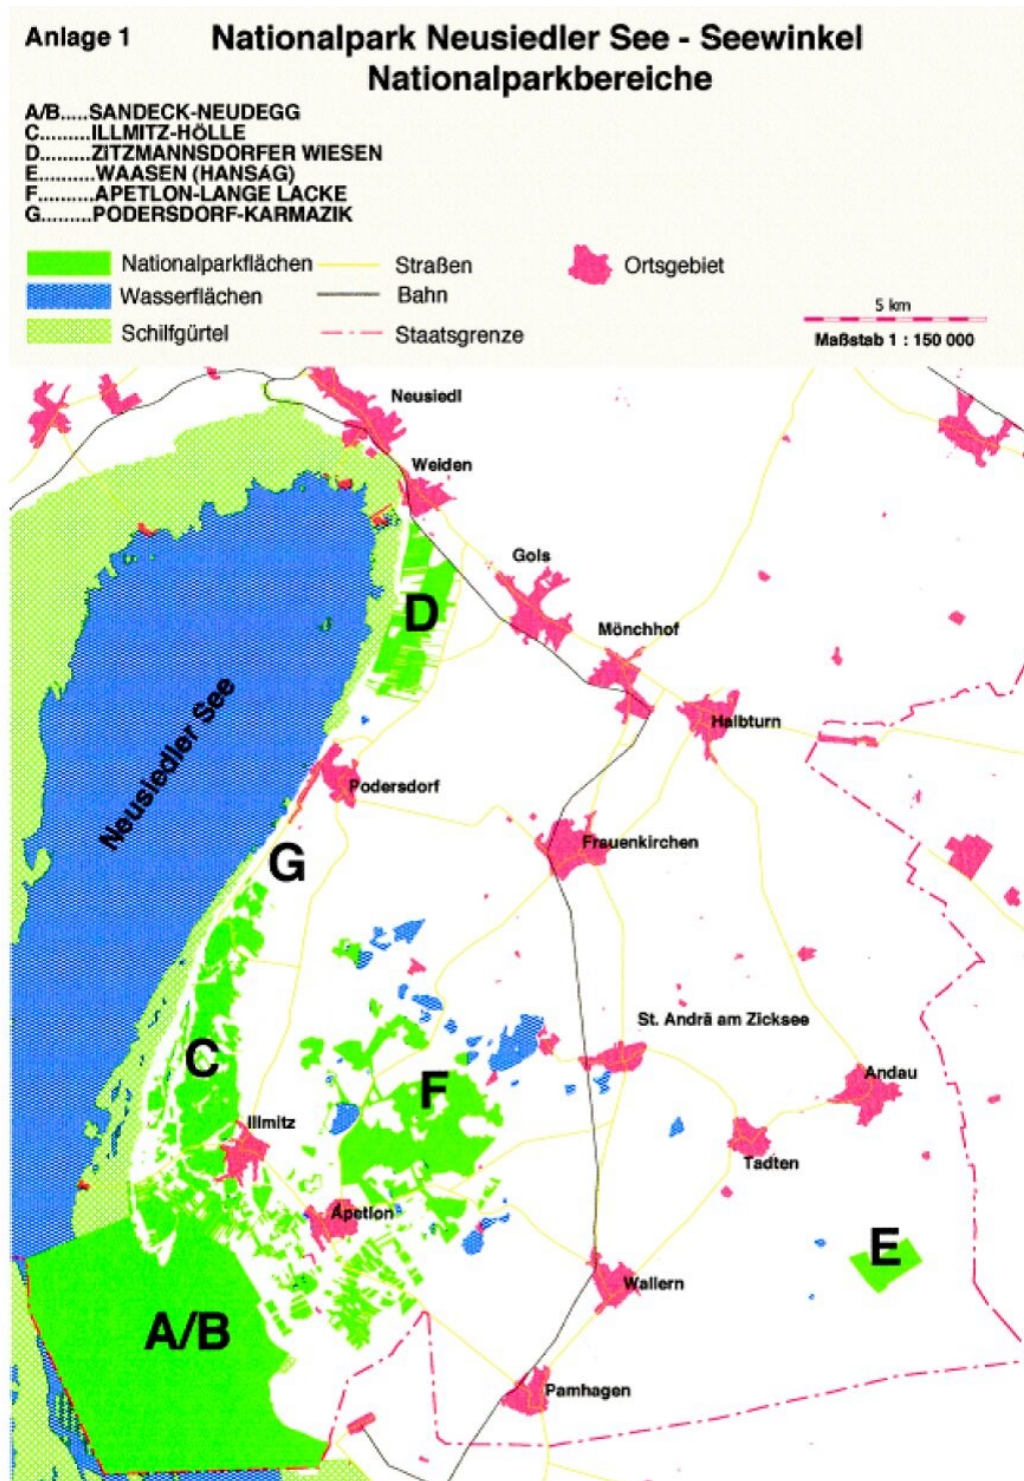 Anlage 1
Nationalpark Neusiedler See - Seewinkel
Nationalparkbereiche
A/B.....SANDECK-NEUDEGG
C.........ILLMITZ-HÖLLE
D.........ZiTZMANNSDORFER WIESEN
E..........WAASEN (HANSÁG)
F..........APETLON-LANGE LACKE
G.........PODERSDORF-KARMAZIK
Nationalparkflächen
Straßen
Ortsgebiet
Wasserflächen
Bahn
Schilfgürtel
Staatsgrenze
5 km
Maßstab 1 : 150 000
Neusiedl
Weiden
Gols
D
Mönchhof
Neusiedler See
Halbturn
Podersdorf
Frauenkirchen
G
St. Andrä am Zicksee
C
Andau
F
Illmitz
Tadten
Apetlon
E
Wallern
A/B
Pamhagen